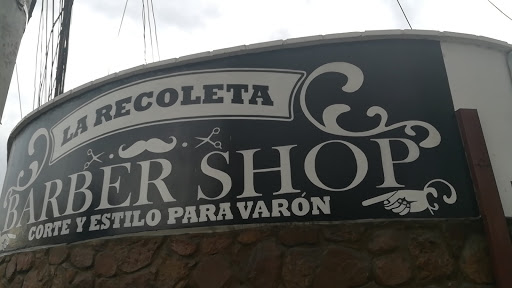 LA RECOLETA
BARBER SHOP
CORTE Y ESTILO PARA VARÓN